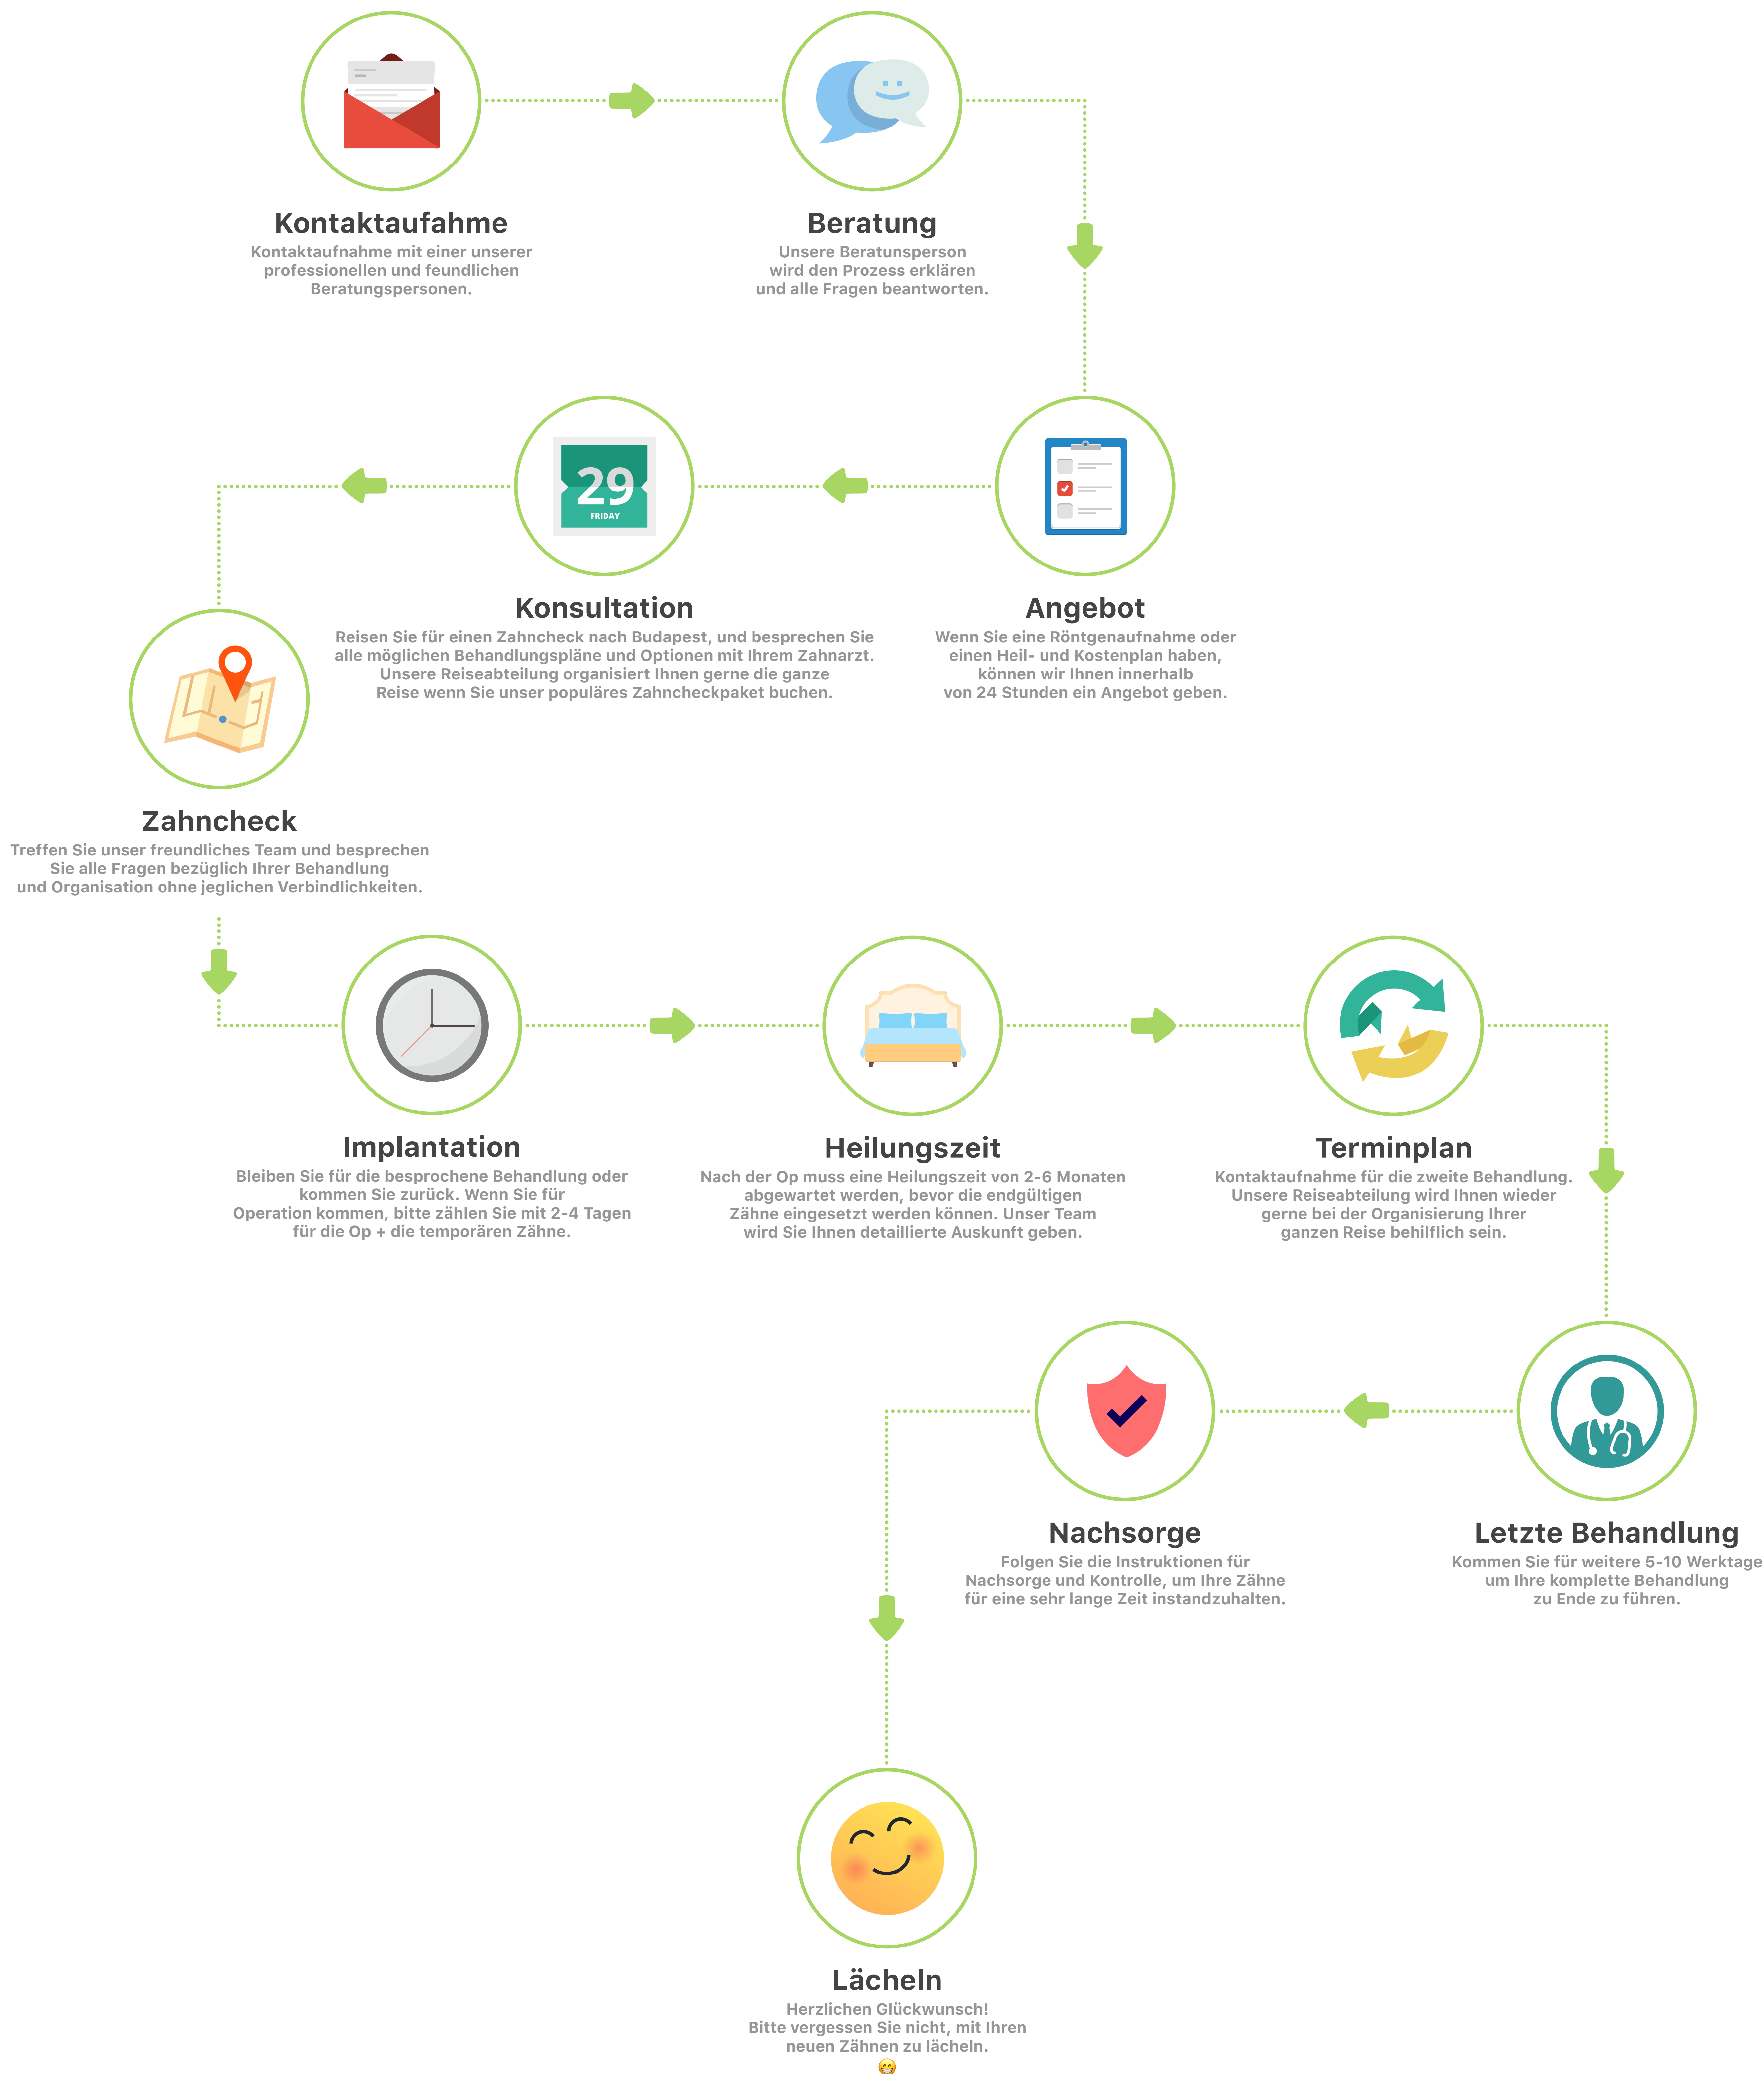 Kontaktaufahme
Kontaktaufnahme mit einer unserer
professionellen und feundlichen
Beratungspersonen.
Beratung
Unsere Beratunsperson
wird den Prozess erklären
und alle Fragen beantworten.
Angebot
Wenn Sie eine Röntgenaufnahme oder
einen Heil- und Kostenplan haben,
können wir Ihnen innerhalb
von 24 Stunden ein Angebot geben.
29
FRIDAY
Konsultation
Reisen Sie für einen Zahncheck nach Budapest, und besprechen Sie
alle möglichen Behandlungspläne und Optionen mit Ihrem Zahnarzt.
Unsere Reiseabteilung organisiert Ihnen gerne die ganze
Reise wenn Sie unser populäres Zahncheckpaket buchen.
Zahncheck
Treffen Sie unser freundliches Team und besprechen
Sie alle Fragen bezüglich Ihrer Behandlung
und Organisation ohne jeglichen Verbindlichkeiten.
Implantation
Bleiben Sie für die besprochene Behandlung oder
kommen Sie zurück. Wenn Sie für
Operation kommen, bitte zählen Sie mit 2-4 Tagen
für die Op + die temporären Zähne.
Heilungszeit
Nach der Op muss eine Heilungszeit von 2-6 Monaten
abgewartet werden, bevor die endgültigen
Zähne eingesetzt werden können. Unser Team
wird Sie Ihnen detaillierte Auskunft geben.
Terminplan
Kontaktaufnahme für die zweite Behandlung.
Unsere Reiseabteilung wird Ihnen wieder
gerne bei der Organisierung Ihrer
ganzen Reise behilflich sein.
Letzte Behandlung
Kommen Sie für weitere 5-10 Werktage
um Ihre komplette Behandlung
zu Ende zu führen.
Nachsorge
Folgen Sie die Instruktionen für
Nachsorge und Kontrolle, um Ihre Zähne
für eine sehr lange Zeit instandzuhalten.
Lächeln
Herzlichen Glückwunsch!
Bitte vergessen Sie nicht, mit Ihren
neuen Zähnen zu lächeln.
😁